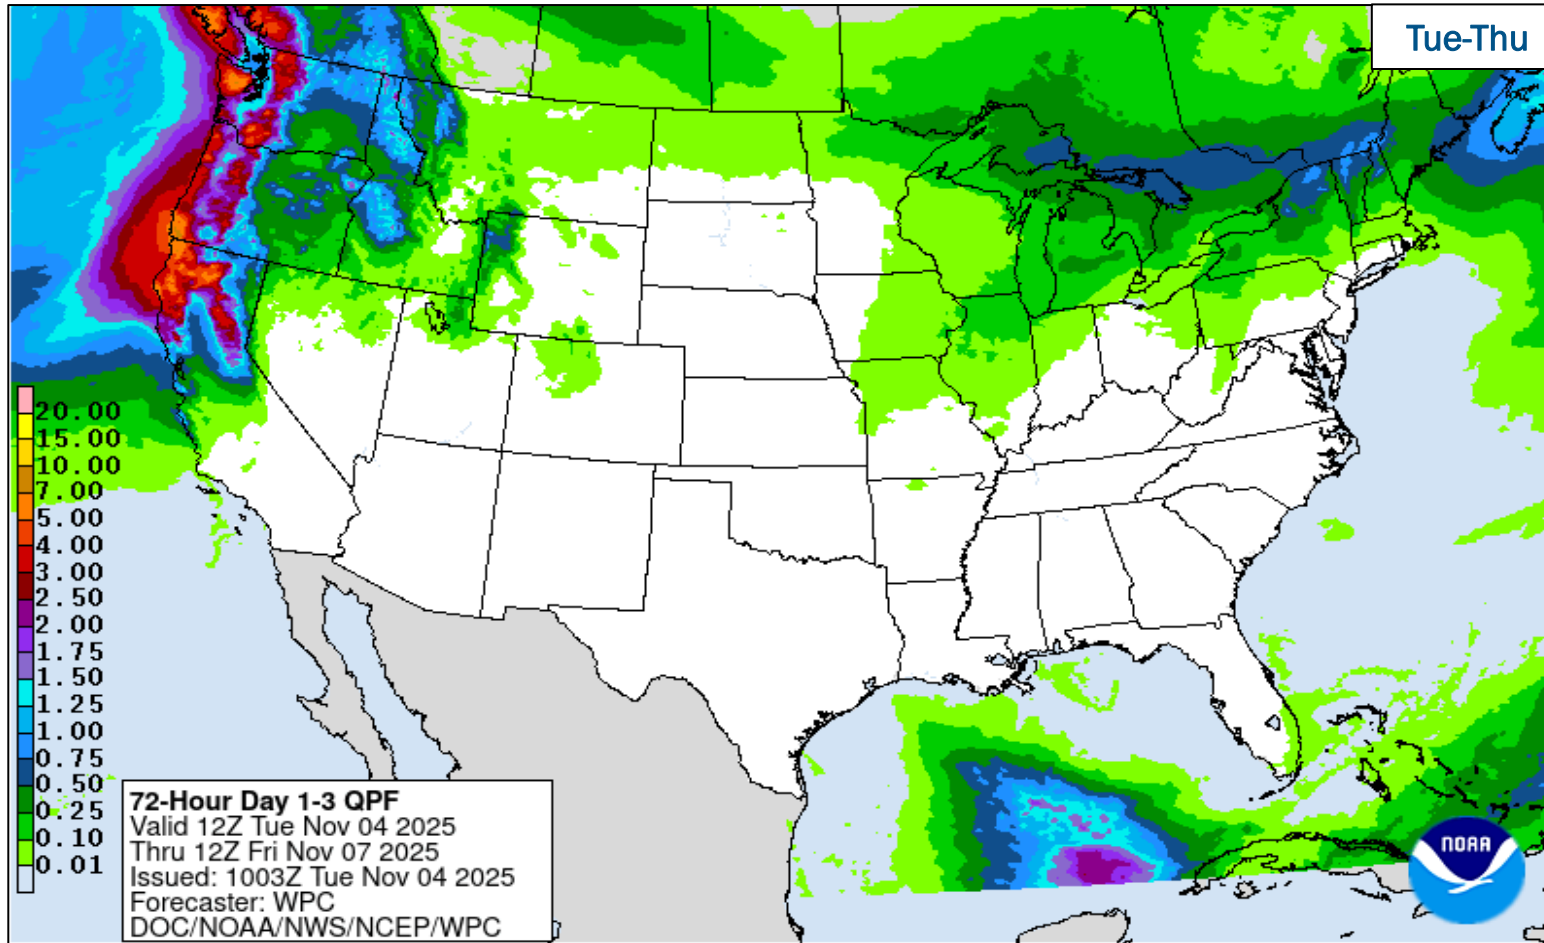 Tue-Thu
20.00
15.00
10.00
7.00
5.00
4.00
3.00
2.50
2.00
1.75
1.50
1.25
1.00
0.75
0.50
0.25
0.10
0.01
72-Hour Day 1-3 QPF
Valid 12Z Tue Nov 04 2025
Thru 12Z Fri Nov 07 2025
Issued: 1003Z Tue Nov 04 2025
Forecaster: WPC
DOC/NOAA/NWS/NCEP/WPC
NOAA